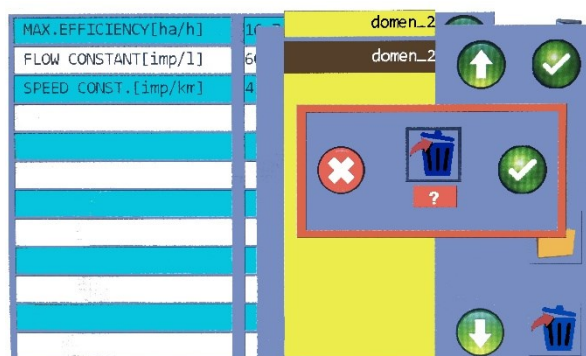 MAX.EFFICIENCY[ha/h]
FLOW CONSTANT[imp/l]
SPEED CONST.[imp/km]
domen_2
domen_2
?